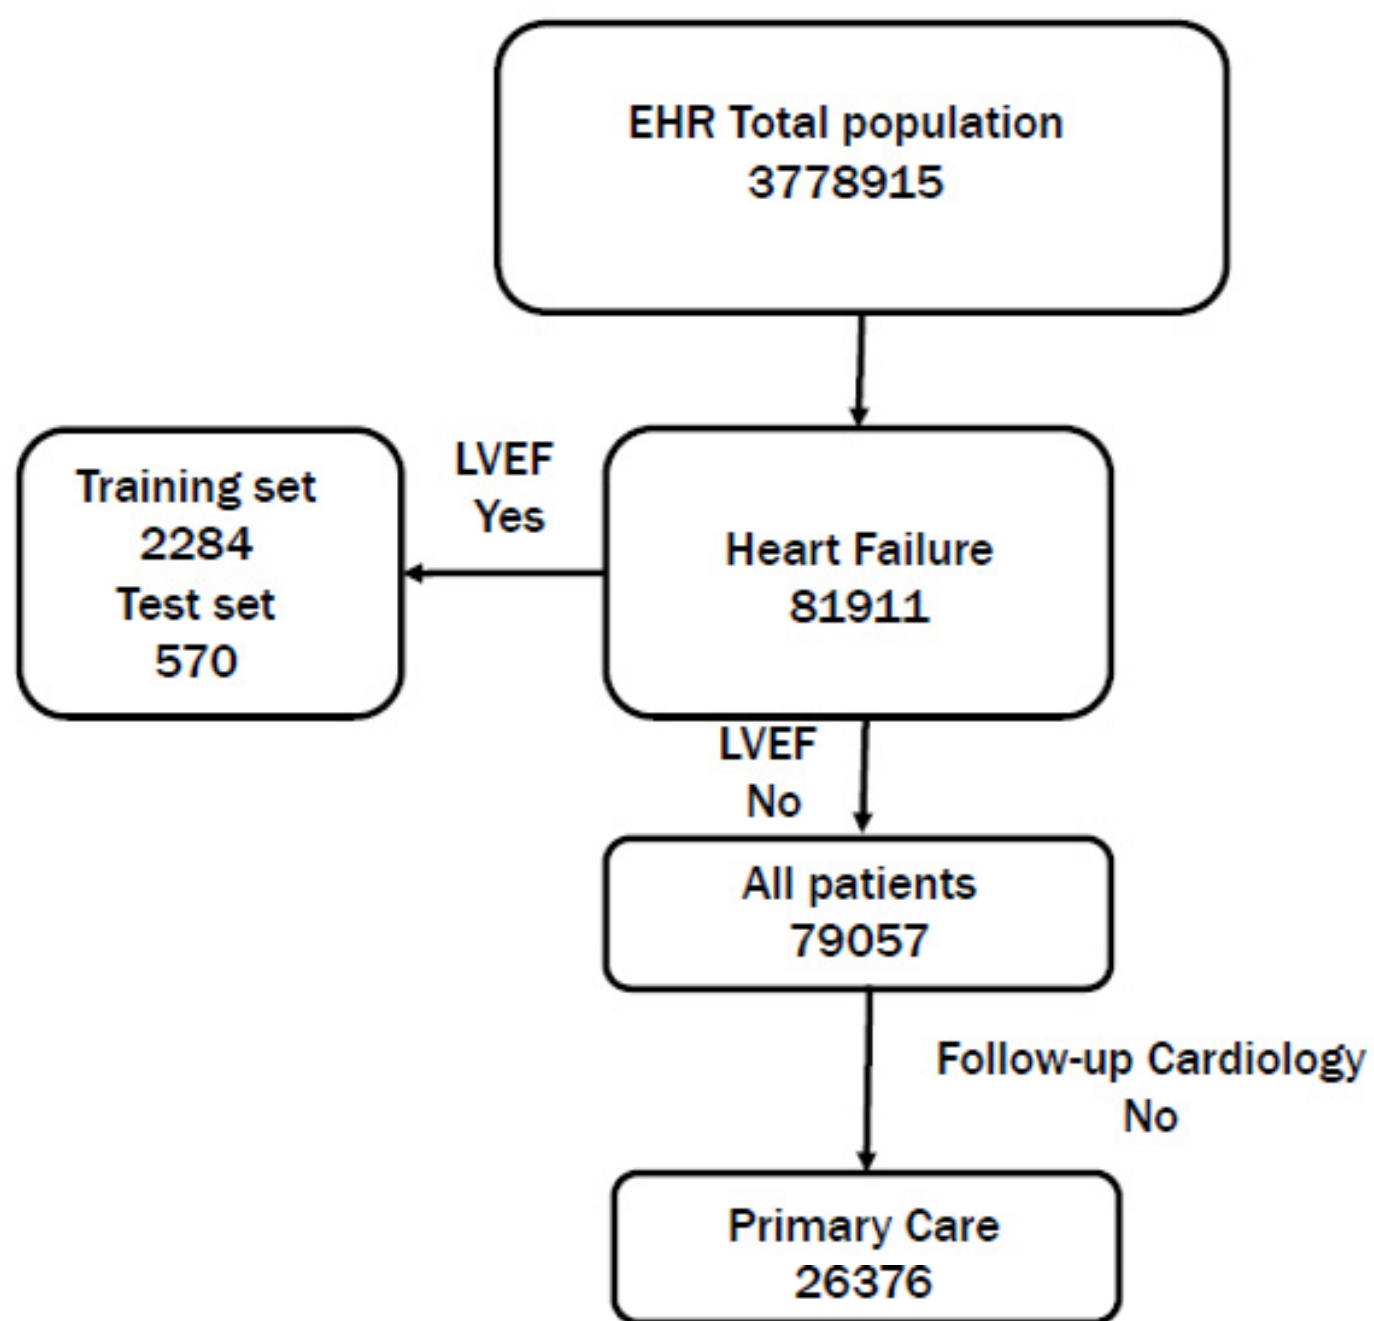 EHR Total population
3778915
LVEF
Yes
Training set
2284
Test set
570
Heart Failure
81911
LVEF
No
All patients
79057
Follow-up Cardiology
No
Primary Care
26376